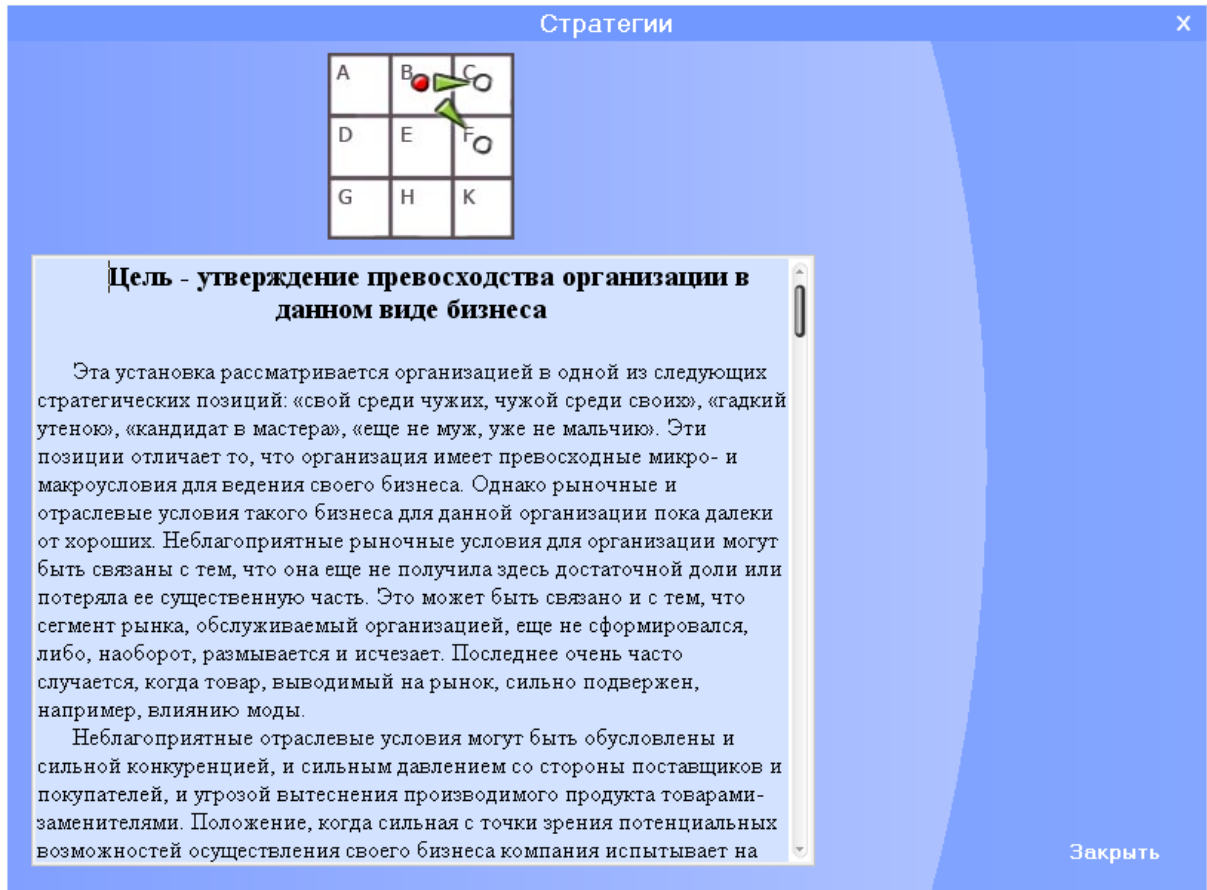 Стратегии X
A B C
D E F
G H K
Цель - утверждение превосходства организации в
данном виде бизнеса
Эта установка рассматривается организацией в одной из следующих
стратегических позиций: «свой среди чужих, чужой среди своих», «гадкий
утенок», «кандидат в мастера», «еще не муж, уже не мальчик». Эти
позиции отличает то, что организация имеет превосходные микро- и
макроусловия для ведения своего бизнеса. Однако рыночные и
отраслевые условия такого бизнеса для данной организации пока далеки
от хороших. Неблагоприятные рыночные условия для организации могут
быть связаны с тем, что она еще не получила здесь достаточной доли или
потеряла ее существенную часть. Это может быть связано и с тем, что
сегмент рынка, обслуживаемый организацией, еще не сформировался,
либо, наоборот, размывается и исчезает. Последнее очень часто
случается, когда товар, выводимый на рынок, сильно подвержен,
например, влиянию моды.
Неблагоприятные отраслевые условия могут быть обусловлены и
сильной конкуренцией, и сильным давлением со стороны поставщиков и
покупателей, и угрозой вытеснения производимого продукта товарами-
заменителями. Положение, когда сильная с точки зрения потенциальных
возможностей осуществления своего бизнеса компания испытывает на
Закрыть